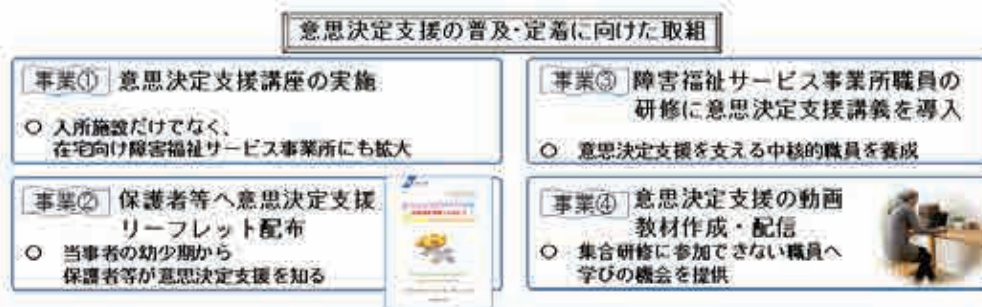 意思決定支援の普及･定着に向けた取組
事業① 意思決定支援講座の実施
○ 入所施設だけでなく、
在宅向け障害福祉サービス事業所にも拡大
事業② 保護者等へ意思決定支援
リーフレット配布
○ 当事者の幼少期から
保護者等が意思決定支援を知る
事業③ 障害福祉サービス事業所職員の
研修に意思決定支援講義を導入
○ 意思決定支援を支える中核的職員を養成
事業④ 意思決定支援の動画
教材作成・配信
○ 集合研修に参加できない職員へ
学びの機会を提供